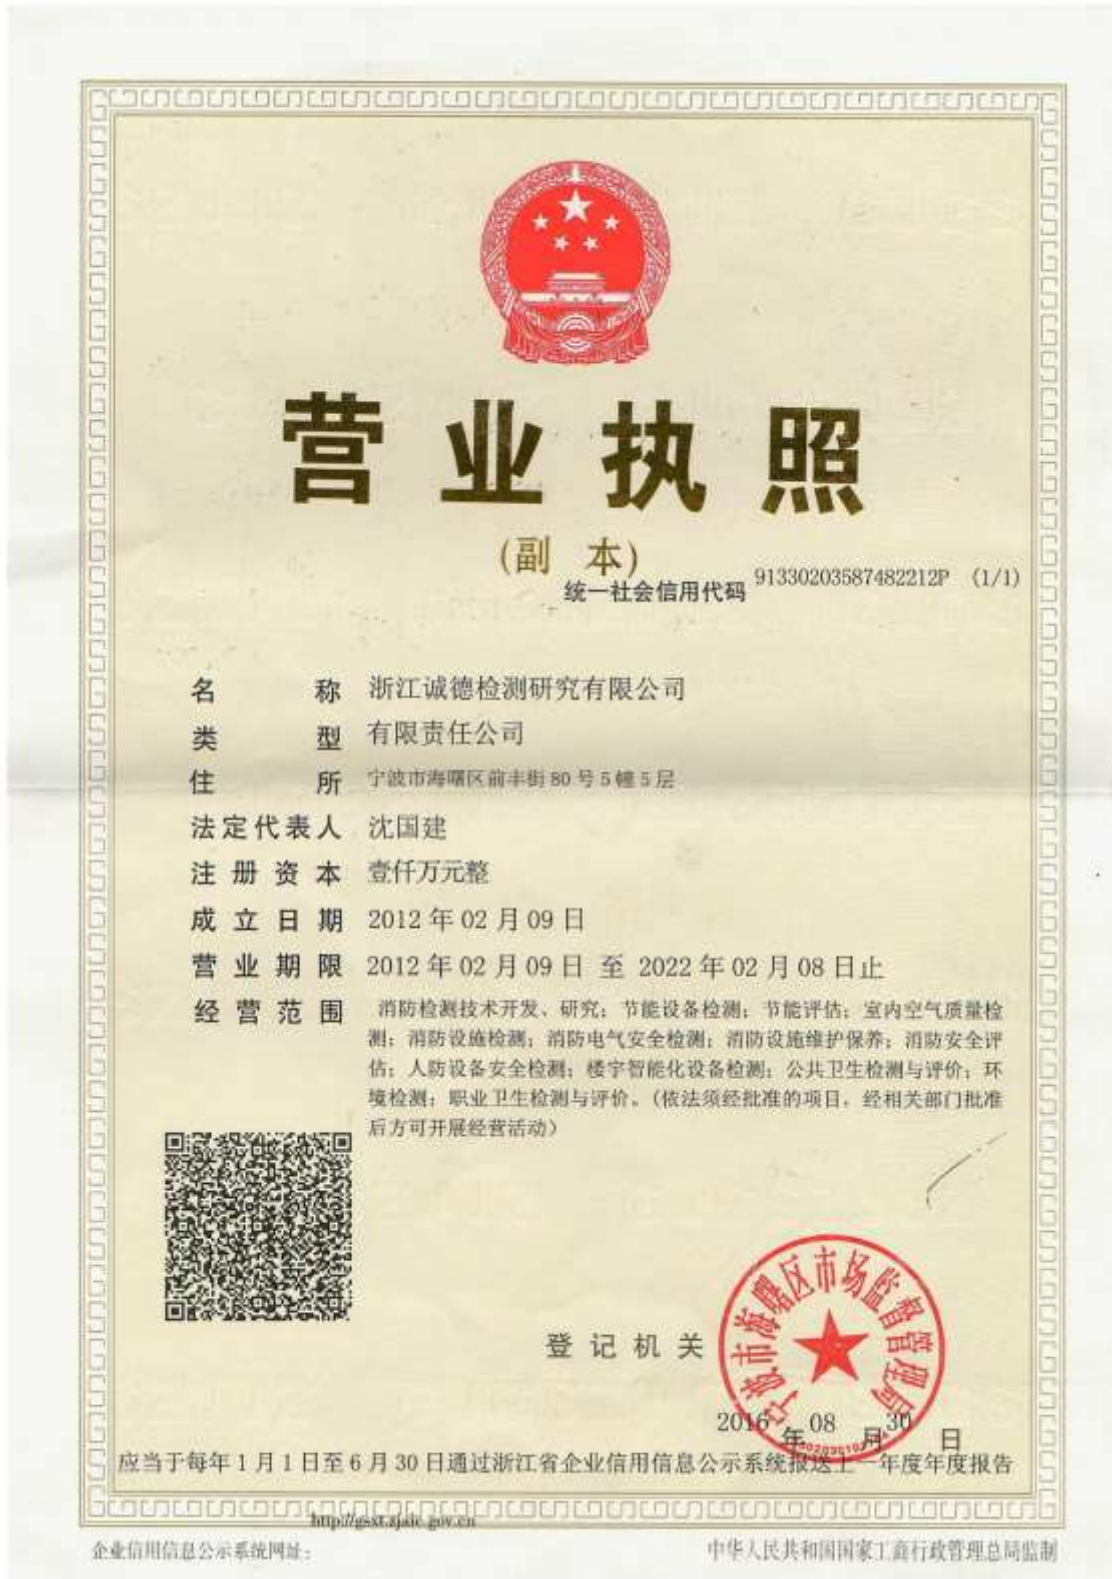 营业执照
(副 本)
统一社会信用代码 91330203587482212P (1/1)
名称 浙江诚德检测研究有限公司
类型 有限责任公司
住所 宁波市海曙区前丰街80号5幢5层
法定代表人 沈国建
注册资本 壹仟万元整
成立日期 2012年02月09日
营业期限 2012年02月09日 至 2022年02月08日止
经营范围 消防检测技术开发、研究；节能设备检测；节能评估；室内空气质量检
测；消防设施检测；消防电气安全检测；消防设施维护保养；消防安全评
估；人防设备安全检测；楼宇智能化设备检测；公共卫生检测与评价；环
境检测；职业卫生检测与评价。(依法须经批准的项目，经相关部门批准
后方可开展经营活动）
登记机关
宁波市海曙区市场监督管理局
2016年08月30日
应当于每年1月1日至6月30日通过浙江省企业信用信息公示系统报送上一年度年度报告
http://gsxt.zjaic.gov.cn
企业信用信息公示系统网址：
中华人民共和国国家工商行政管理总局监制